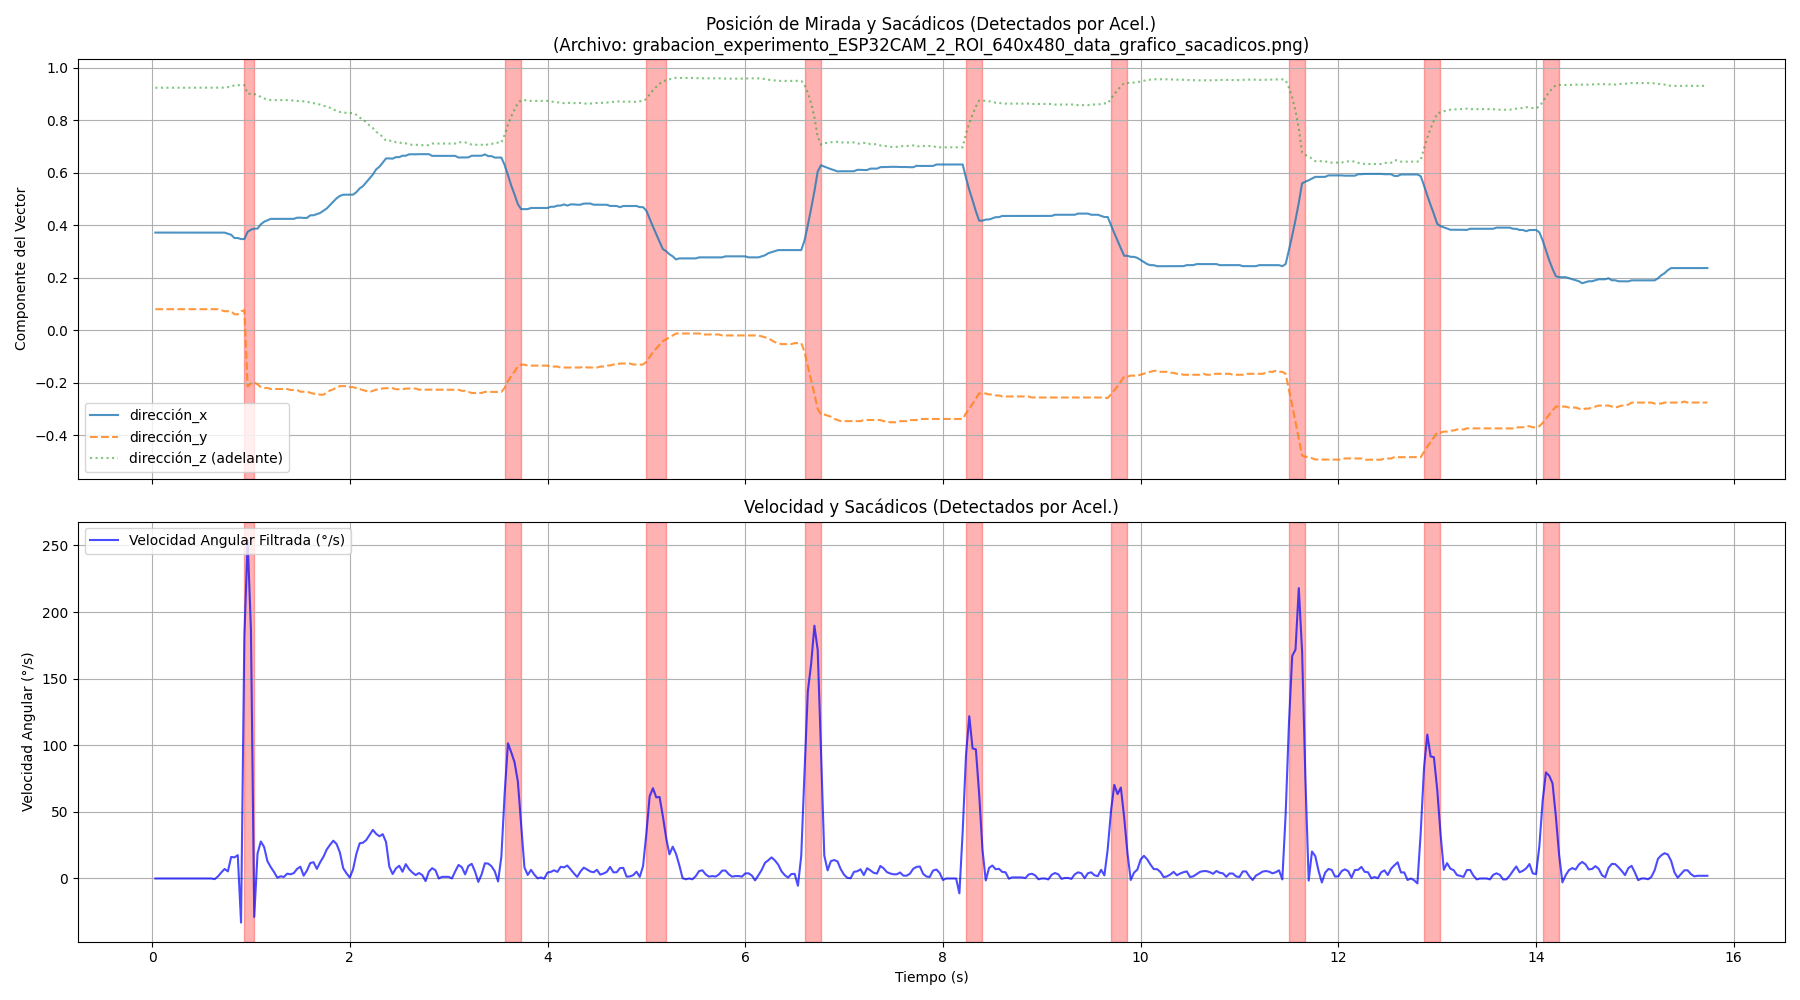 Posición de Mirada y Sacádicos (Detectados por Acel.)
(Archivo: grabacion_experimento_ESP32CAM_2_ROI_640x480_data_grafico_sacadicos.png)
1.0
0.8
0.6
0.4
0.2
0.0
−0.2
−0.4
Componente del Vector
dirección_x
dirección_y
dirección_z (adelante)
Velocidad y Sacádicos (Detectados por Acel.)
Velocidad Angular Filtrada (°/s)
250
200
150
100
50
0
Velocidad Angular (°/s)
0 2 4 6 8 10 12 14 16
Tiempo (s)